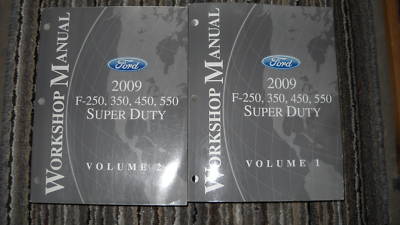 WORKSHOP MANUAL
Ford
2009
F-250, 350, 450, 550
SUPER DUTY
VOLUME 2
WORKSHOP MANUAL
Ford
2009
F-250, 350, 450, 550
SUPER DUTY
VOLUME 1